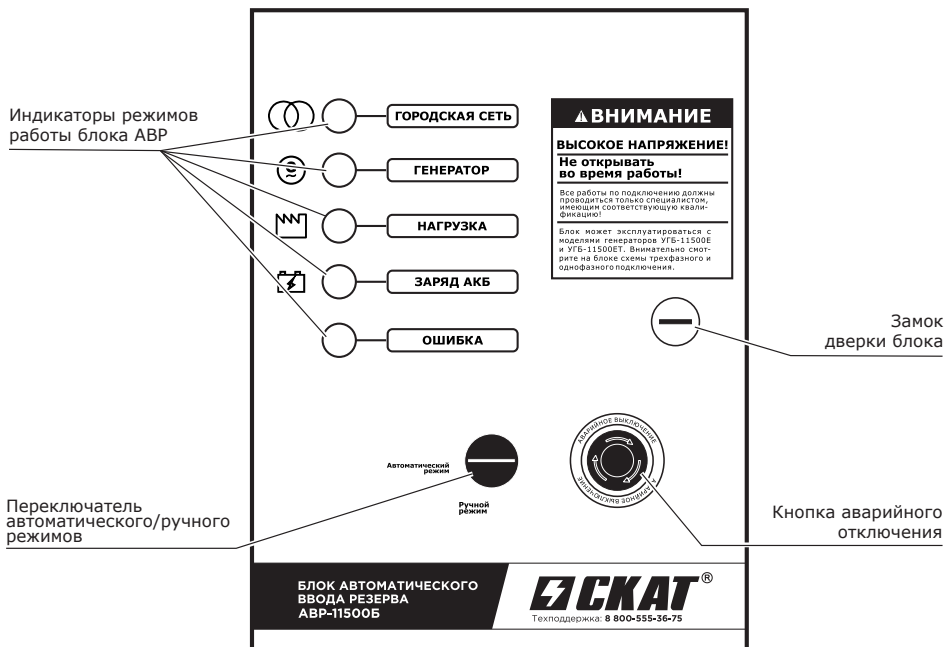 Индикаторы режимов
работы блока АВР
ГОРОДСКАЯ СЕТЬ
ГЕНЕРАТОР
НАГРУЗКА
ЗАРЯД АКБ
ОШИБКА
ВНИМАНИЕ
ВЫСОКОЕ НАПРЯЖЕНИЕ!
Не открывать
во время работы!
Все работы по подключению должны
проводиться только специалистом,
имеющим соответствующую квали-
фикацию!
Блок может эксплуатироваться с
моделями генераторов УГБ-11500Е
и УГБ-11500ЕТ. Внимательно смот-
рите на блоке схемы трехфазного и
однофазного подключения.
Замок
дверки блока
Автоматический
режим
Ручной
режим
АВАРИЙНОЕ ВЫКЛЮЧЕНИЕ
АВАРИЙНОЕ ВЫКЛЮЧЕНИЕ
Переключатель
автоматического/ручного
режимов
Кнопка аварийного
отключения
БЛОК АВТОМАТИЧЕСКОГО
ВВОДА РЕЗЕРВА
АВР-11500Б
СКАТ®
Техподдержка: 8 800-555-36-75